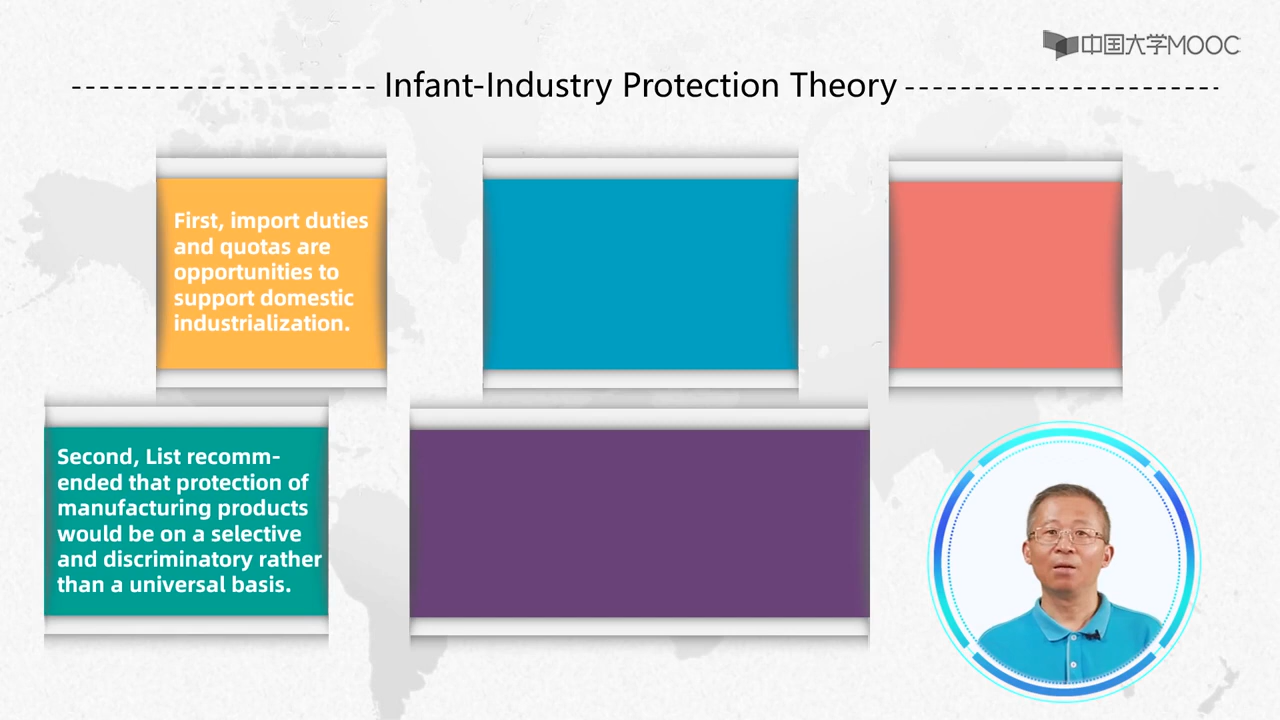 中国大学MOOC
Infant-Industry Protection Theory
First, import duties
and quotas are
opportunities to
support domestic
industrialization.
Second, List recomm-
ended that protection of
manufacturing products
would be on a selective
and discriminatory rather
than a universal basis.